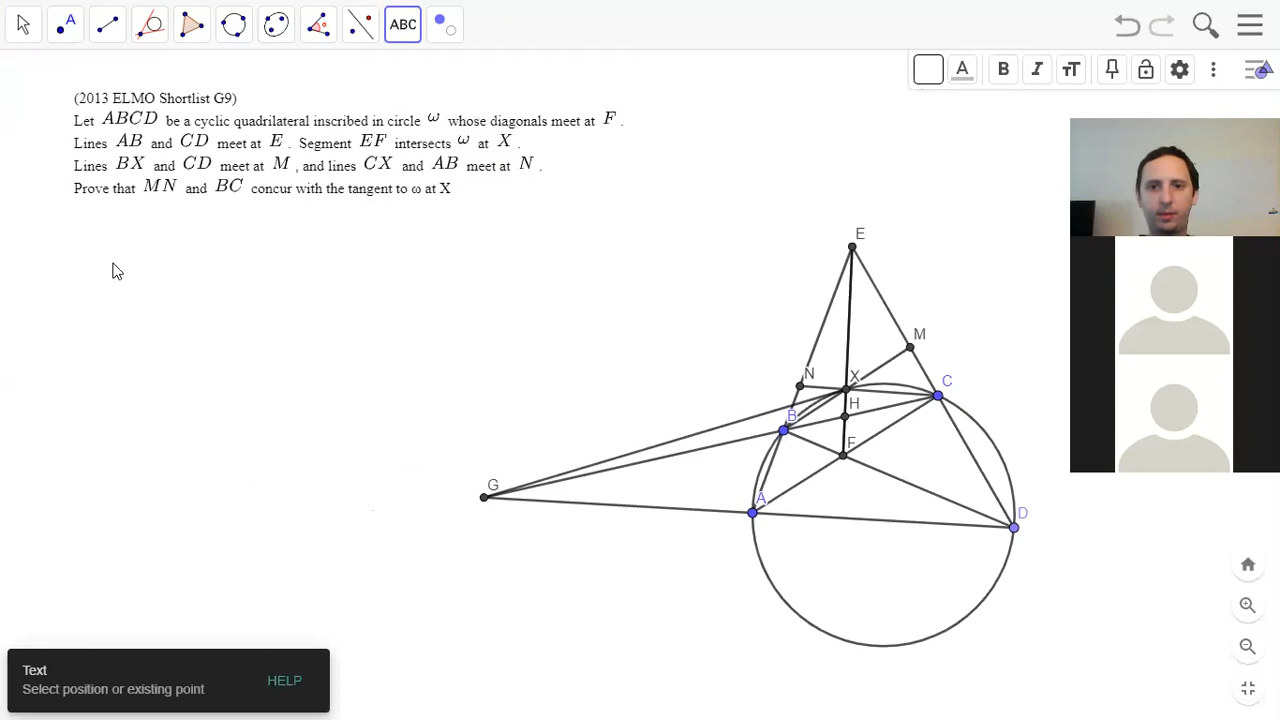 ABC
A
B
I
TT
(2013 ELMO Shortlist G9)
Let ABCD be a cyclic quadrilateral inscribed in circle ω whose diagonals meet at F .
Lines AB and CD meet at E . Segment EF intersects ω at X .
Lines BX and CD meet at M , and lines CX and AB meet at N .
Prove that MN and BC concur with the tangent to ω at X
E
M
N
X
C
H
B
F
G
A
D
Text
Select position or existing point
HELP